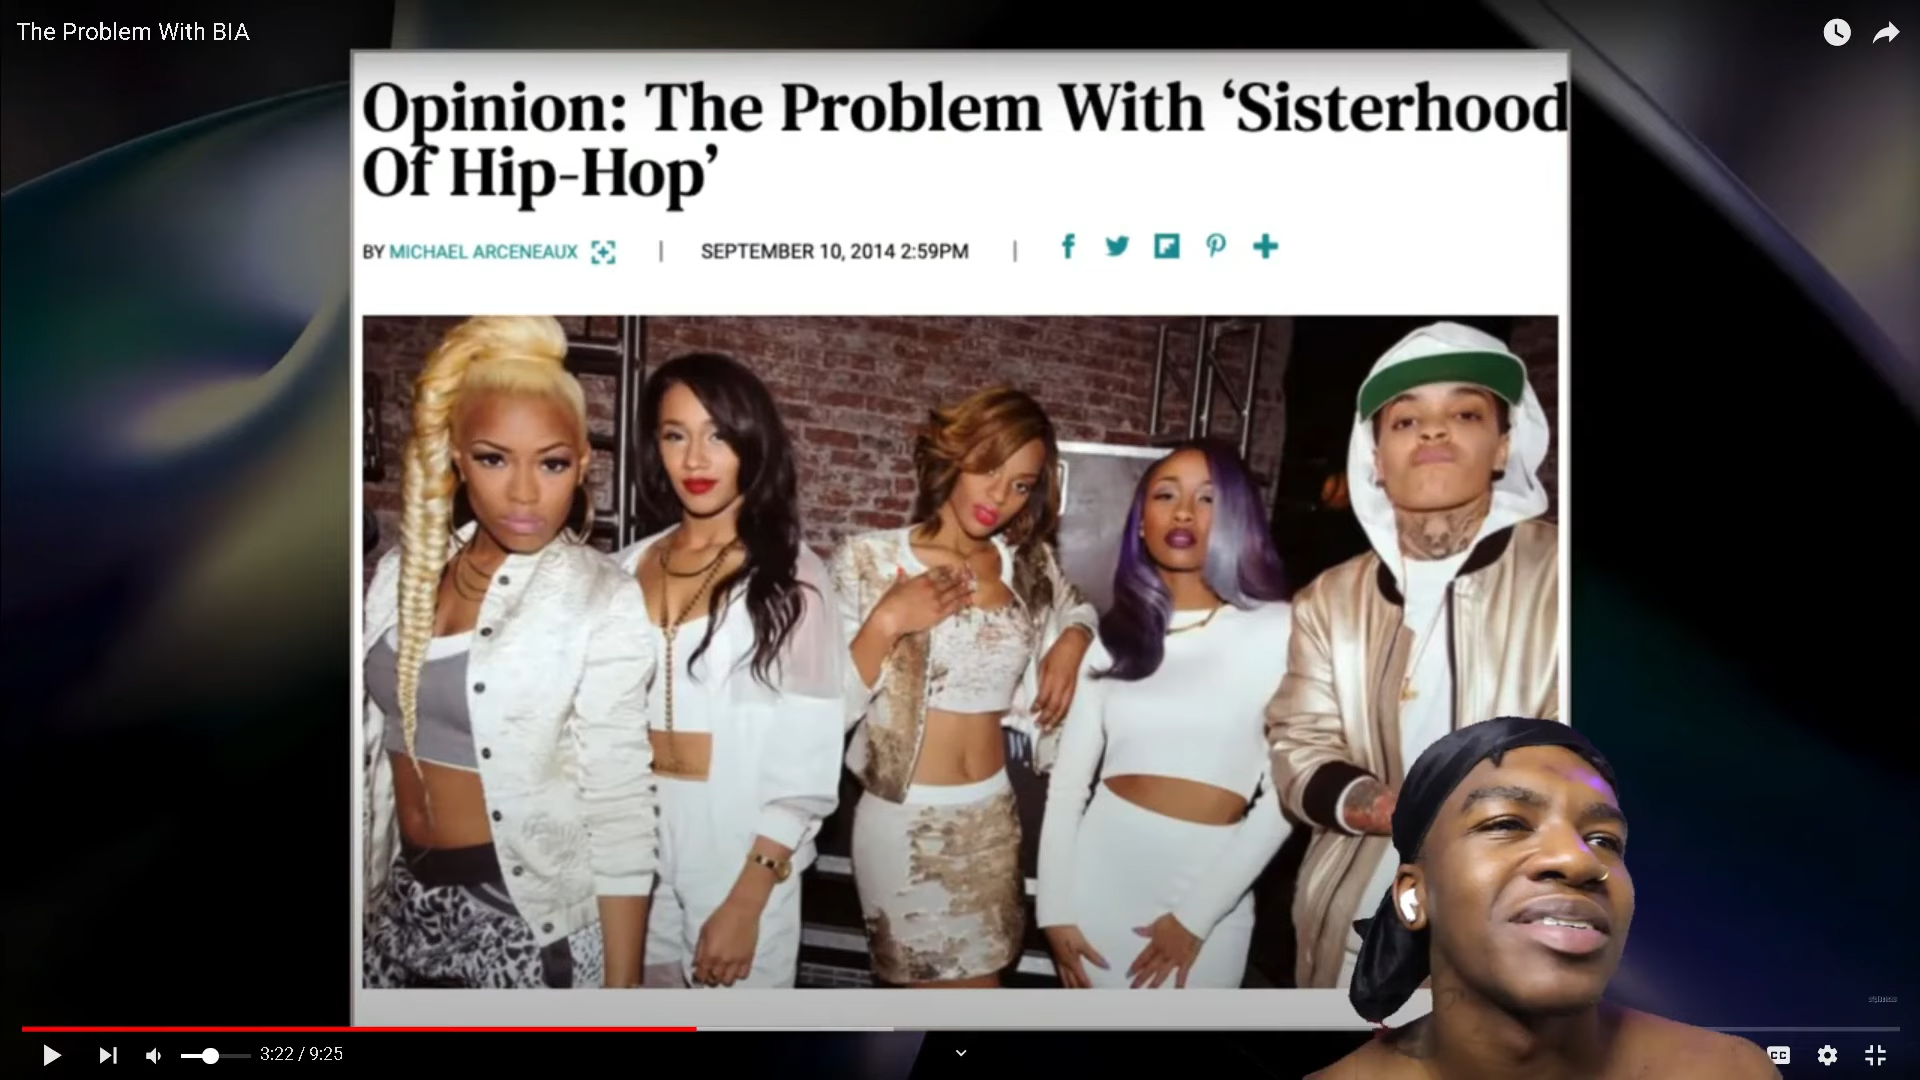 The Problem With BIA
Opinion: The Problem With ‘Sisterhood
Of Hip-Hop’
BY MICHAEL ARCENEAUX | SEPTEMBER 10, 2014 2:59PM |
3:22 / 9:25
CC